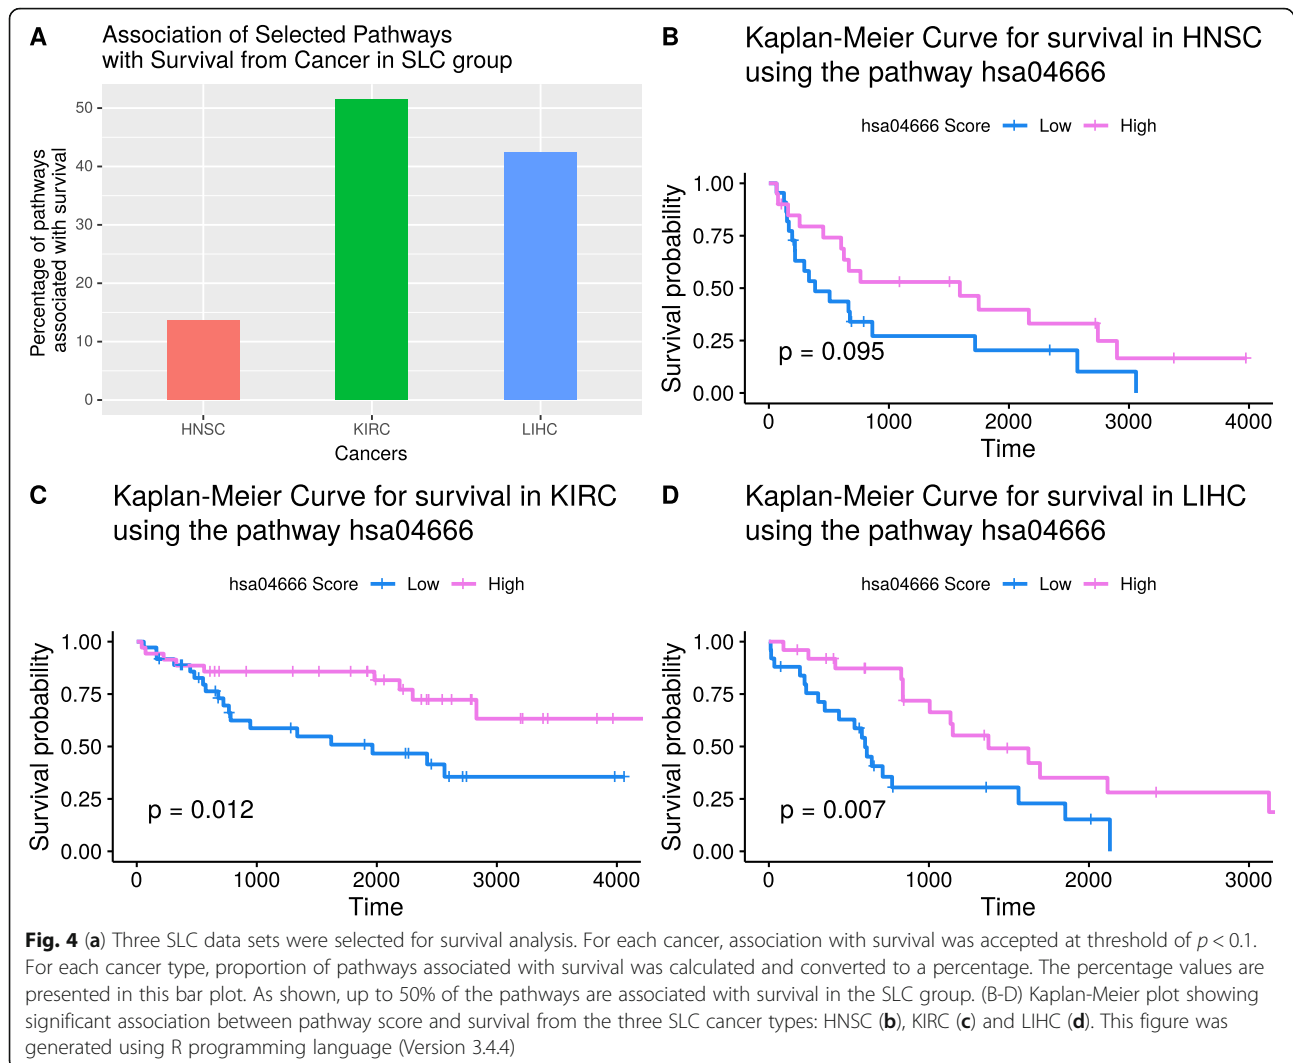 A
Association of Selected Pathways
with Survival from Cancer in SLC group
Percentage of pathways
associated with survival
50
40
30
20
10
0
HNSC
KIRC
LIHC
Cancers
B
Kaplan-Meier Curve for survival in HNSC
using the pathway hsa04666
hsa04666 Score Low High
Survival probability
1.00
0.75
0.50
0.25
0.00
p = 0.095
0 1000 2000 3000 4000
Time
C
Kaplan-Meier Curve for survival in KIRC
using the pathway hsa04666
hsa04666 Score Low High
Survival probability
1.00
0.75
0.50
0.25
0.00
p = 0.012
0 1000 2000 3000 4000
Time
D
Kaplan-Meier Curve for survival in LIHC
using the pathway hsa04666
hsa04666 Score Low High
Survival probability
1.00
0.75
0.50
0.25
0.00
p = 0.007
0 1000 2000 3000
Time
Fig. 4 (a) Three SLC data sets were selected for survival analysis. For each cancer, association with survival was accepted at threshold of p < 0.1.
For each cancer type, proportion of pathways associated with survival was calculated and converted to a percentage. The percentage values are
presented in this bar plot. As shown, up to 50% of the pathways are associated with survival in the SLC group. (B-D) Kaplan-Meier plot showing
significant association between pathway score and survival from the three SLC cancer types: HNSC (b), KIRC (c) and LIHC (d). This figure was
generated using R programming language (Version 3.4.4)